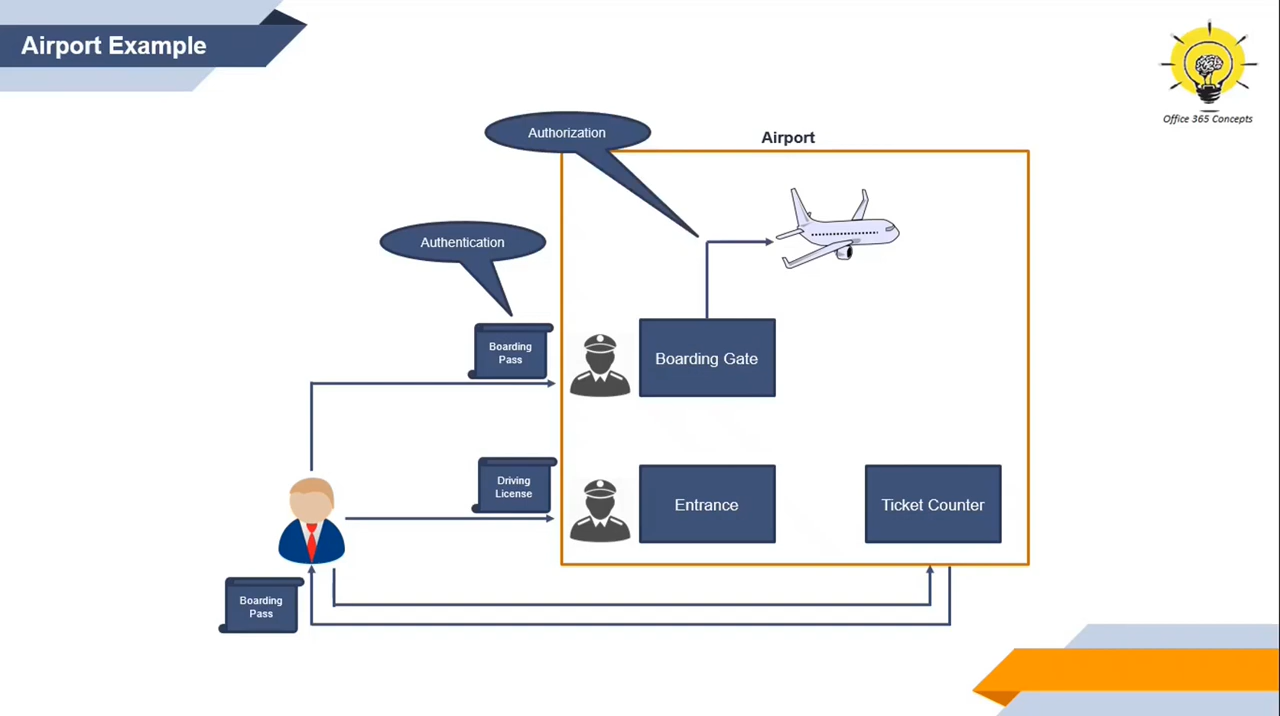 Airport Example
Office 365 Concepts
Authorization
Airport
Authentication
Boarding
Pass
Boarding Gate
Driving
License
Entrance
Ticket Counter
Boarding
Pass